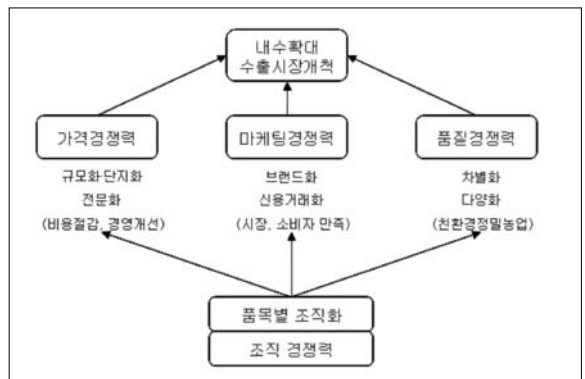 내수확대
수출시장개척
가격경쟁력
마케팅경쟁력
품질경쟁력
규모화·단지화
전문화
(비용절감, 경영개선)
브랜드화
신용거래화
(시장, 소비자 만족)
차별화
다양화
(친환경정밀농업)
품목별 조직화
조직 경쟁력